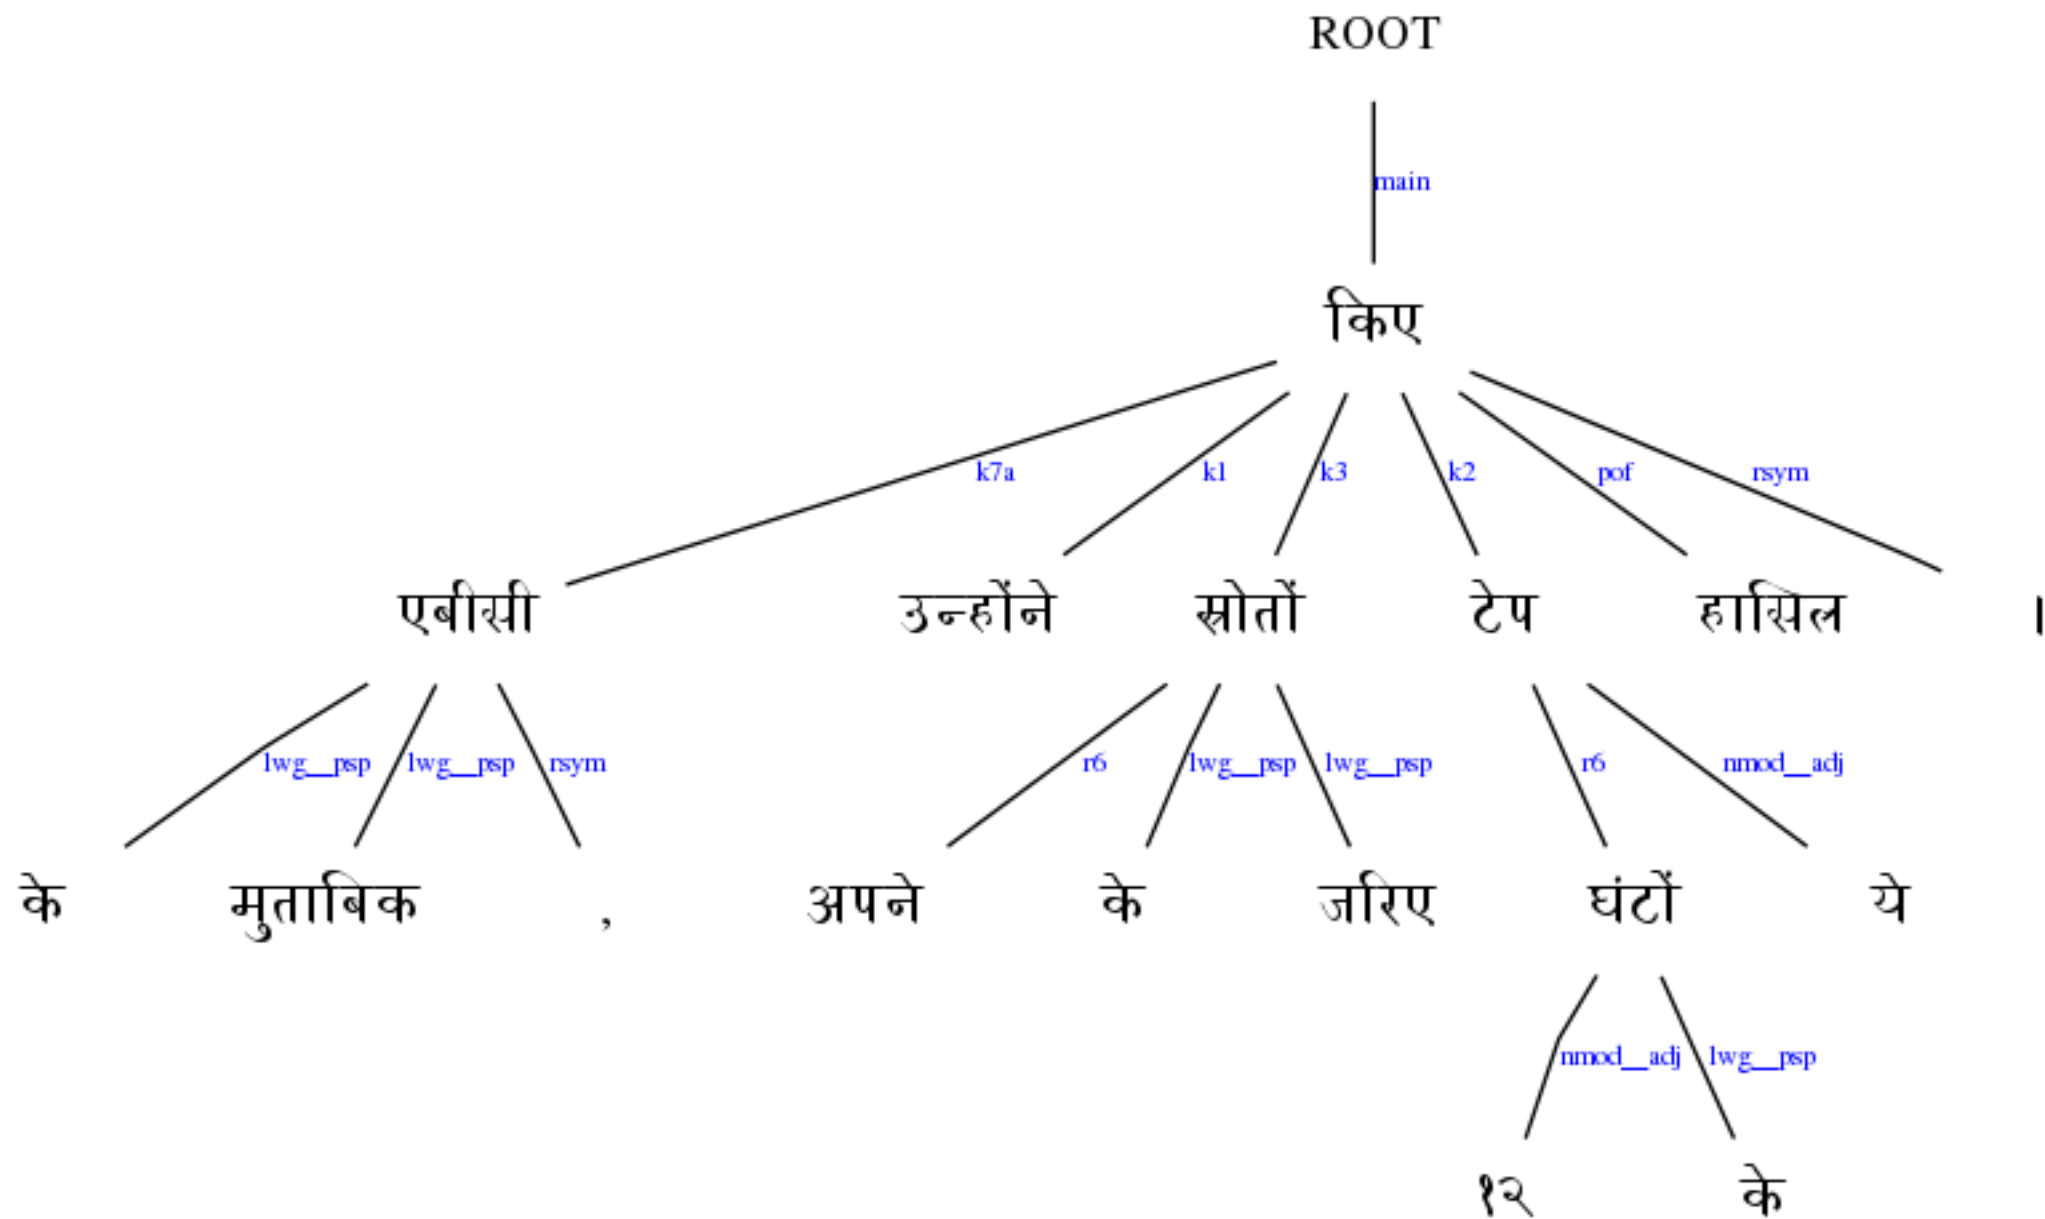 ROOT
main
किए
k7a k1 k3 k2 pof rsym
एबीसी उन्होंने स्रोतों टेप हासिल ।
lwg__psp lwg__psp rsym r6 lwg__psp lwg__psp r6 nmod__adj
के मुताबिक , अपने के जरिए घंटों ये
nmod__adj lwg__psp
१२ के